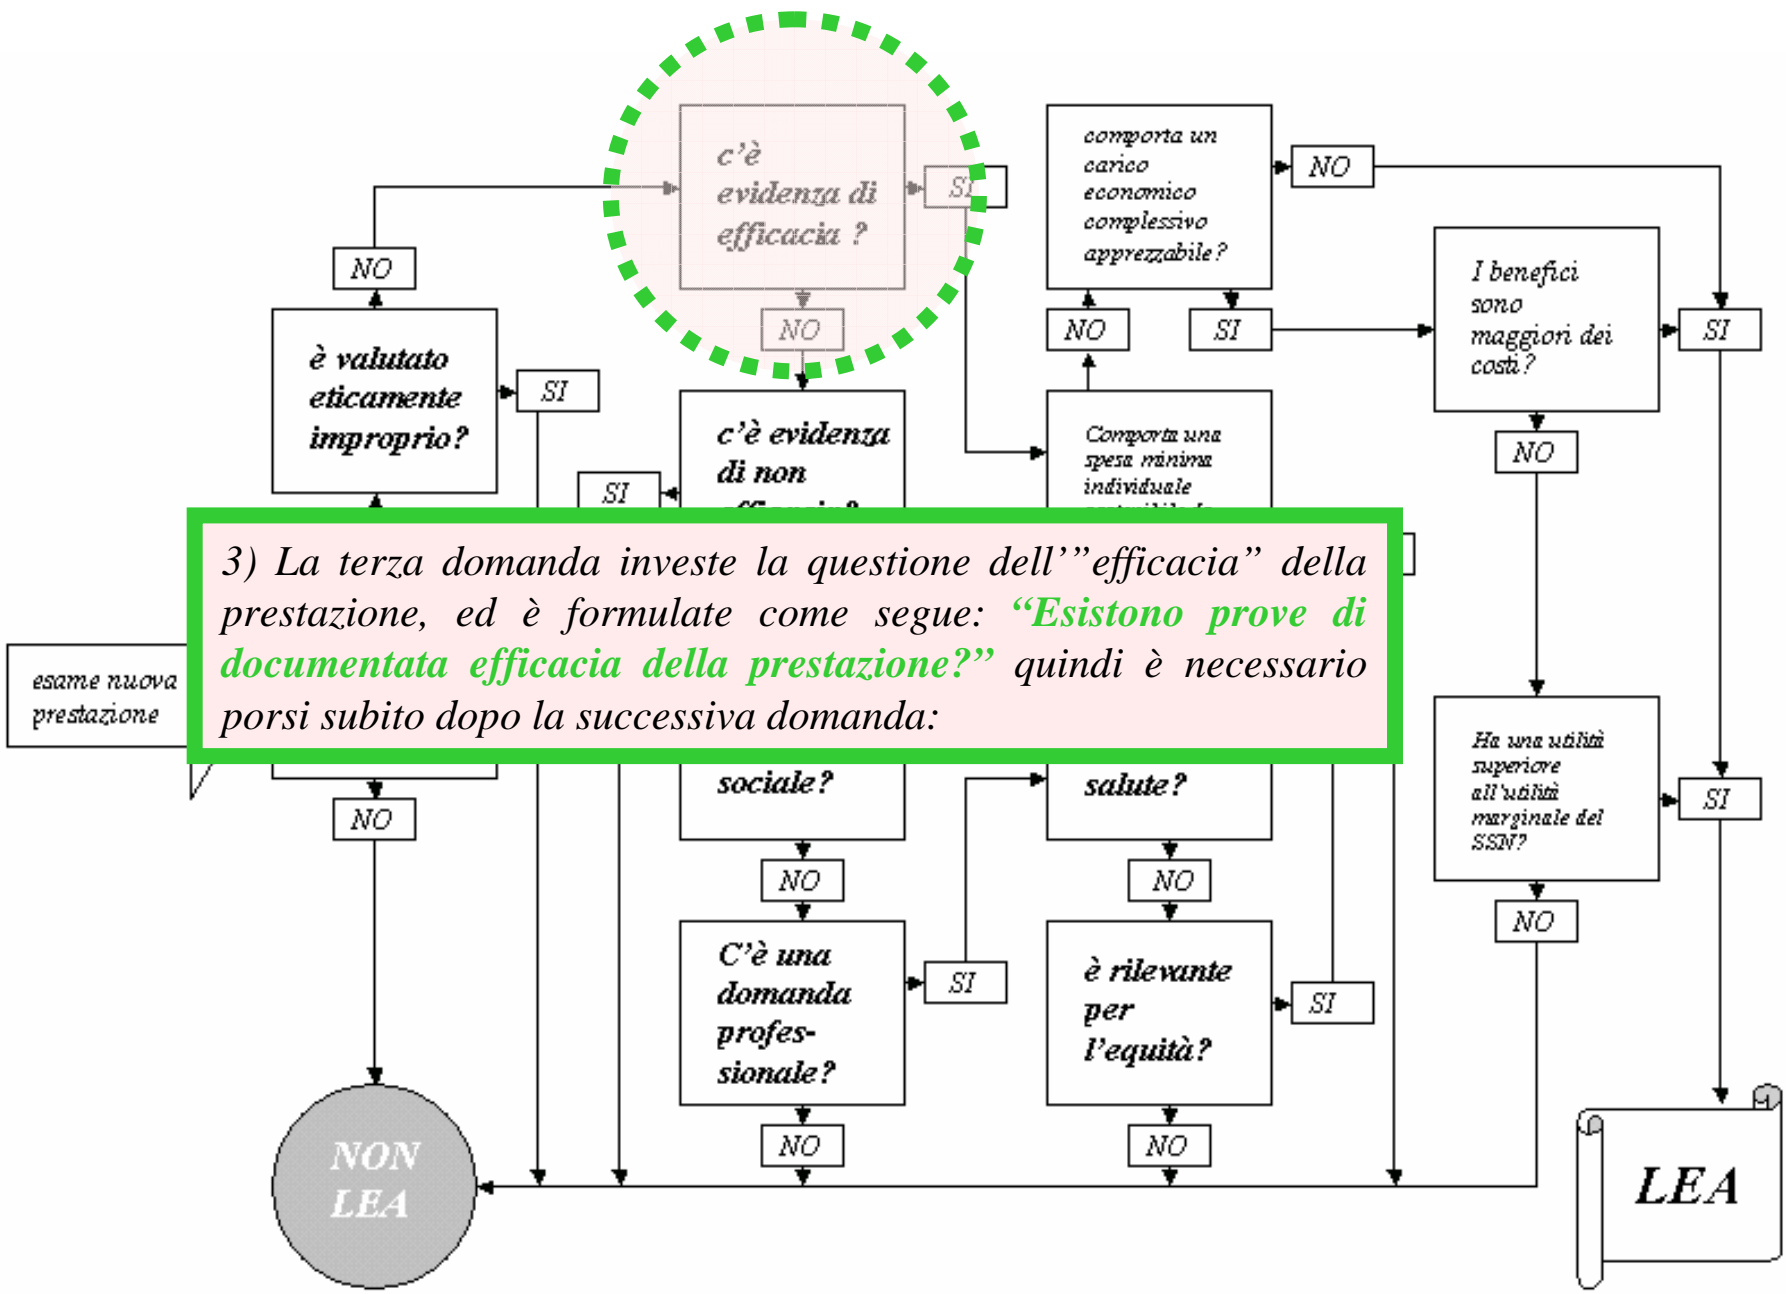 c'è
evidenza di
efficacia ?
SI
NO
comporta un
carico
economico
complessivo
apprezzabile?
NO
NO
SI
I benefici
sono
maggiori dei
costi?
SI
NO
NO
è valutato
eticamente
improprio?
SI
c'è evidenza
di non
SI
Comporta una
spesa minima
individuale
3) La terza domanda investe la questione dell'”efficacia” della
prestazione, ed è formulate come segue: “Esistono prove di
documentata efficacia della prestazione?” quindi è necessario
porsi subito dopo la successiva domanda:
esame nuova
prestazione
NO
sociale?
NO
C'è una
domanda
profes-
sionale?
SI
NO
salute?
NO
è rilevante
per
l'equità?
SI
NO
Ha una utilità
superiore
all'utilità
marginale del
SSN?
SI
NO
NON
LEA
LEA